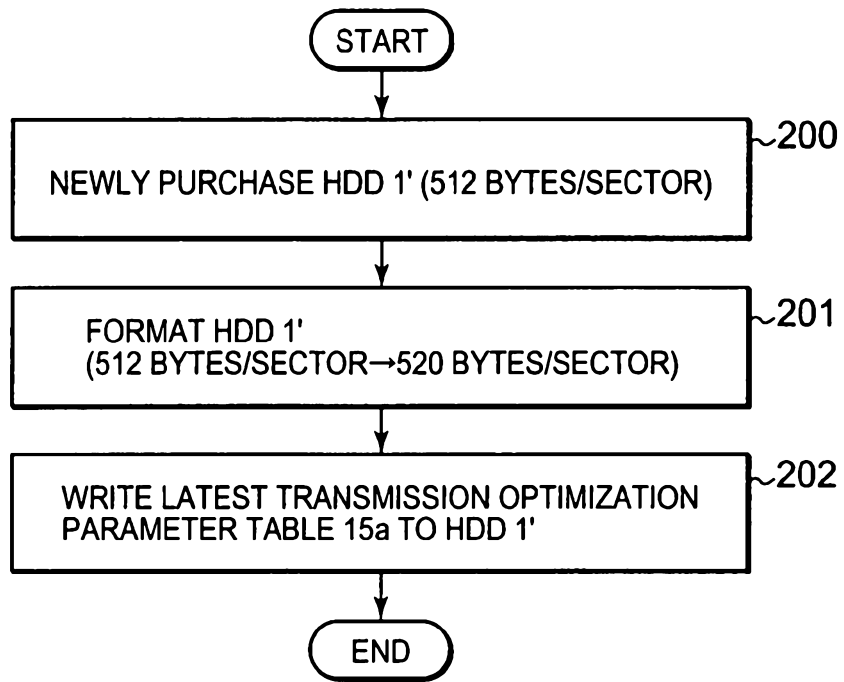 START
200
NEWLY PURCHASE HDD 1' (512 BYTES/SECTOR)
201
FORMAT HDD 1'
(512 BYTES/SECTOR→520 BYTES/SECTOR)
202
WRITE LATEST TRANSMISSION OPTIMIZATION
PARAMETER TABLE 15a TO HDD 1'
END